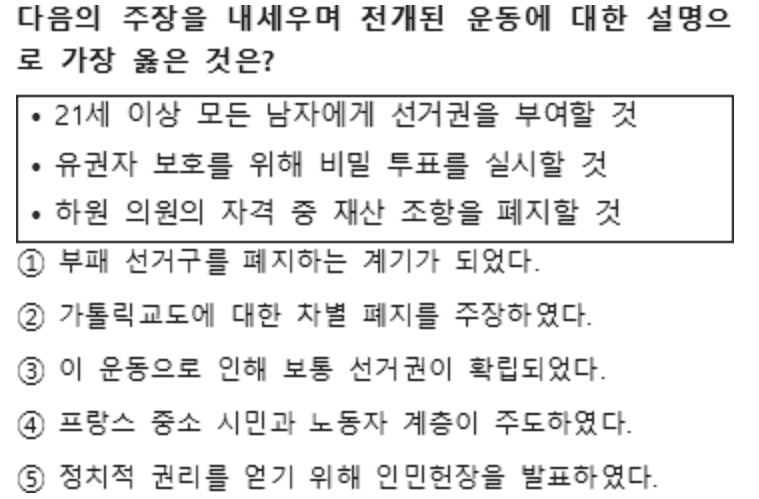 다음의 주장을 내세우며 전개된 운동에 대한 설명으
로 가장 옳은 것은?
• 21세 이상 모든 남자에게 선거권을 부여할 것
• 유권자 보호를 위해 비밀 투표를 실시할 것
• 하원 의원의 자격 중 재산 조항을 폐지할 것
① 부패 선거구를 폐지하는 계기가 되었다.
② 가톨릭교도에 대한 차별 폐지를 주장하였다.
③ 이 운동으로 인해 보통 선거권이 확립되었다.
④ 프랑스 중소 시민과 노동자 계층이 주도하였다.
⑤ 정치적 권리를 얻기 위해 인민헌장을 발표하였다.